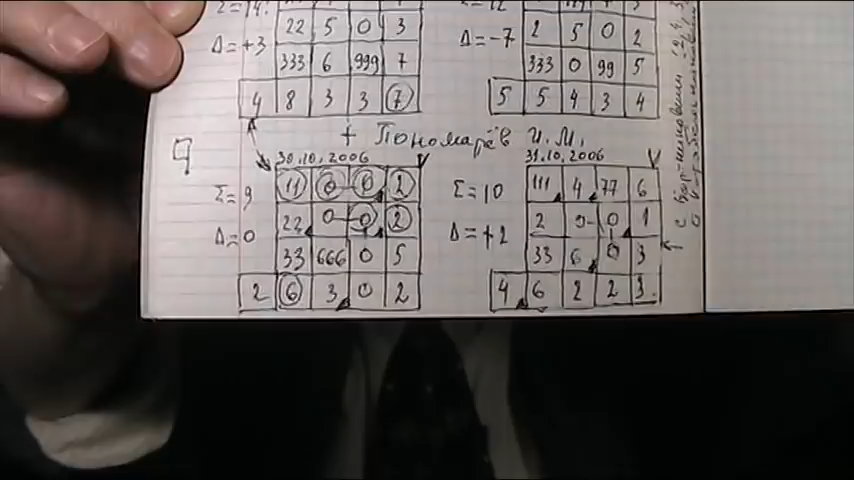 22 5 0 3
2 5 0 2
Δ=+3
Δ=-7
333 6 999 7
333 0 99 5
4 8 3 3 7
5 5 4 3 4
+ Пономарёв И.М.
9
30.10.2006
31.10.2006
Σ=9
11 0 0 2
Σ=10
111 4 77 6
22 0 0 2
2 0 0 1
Δ=0
Δ=+2
33 666 0 5
33 6 0 3
2 6 3 0 2
4 6 2 2 3